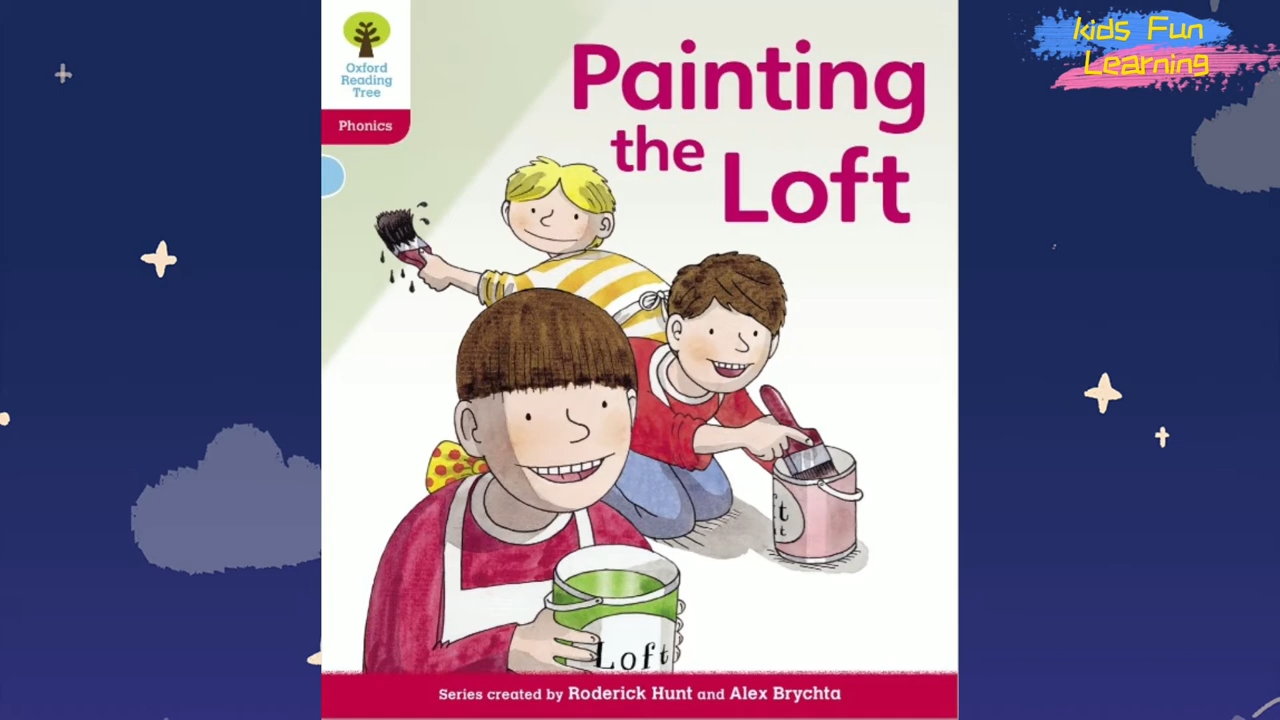 Oxford
Reading
Tree
Phonics
Painting
the
Loft
kids Fun
Learning
ft
t
Loft
Series created by Roderick Hunt and Alex Brychta